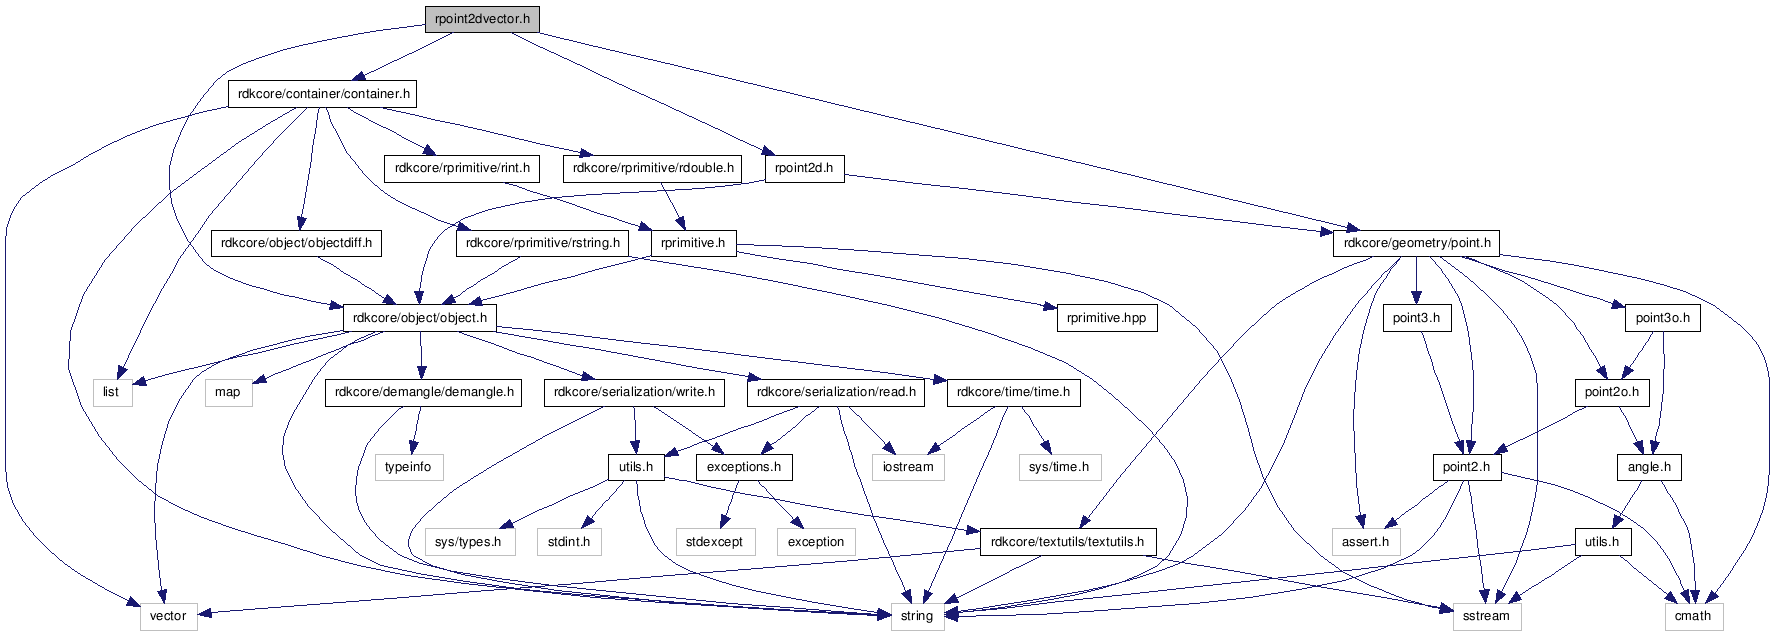 rpoint2dvector.h
rdkcore/container/container.h
rdkcore/rprimitive/rint.h
rdkcore/rprimitive/rdouble.h
rpoint2d.h
rdkcore/object/objectdiff.h
rdkcore/rprimitive/rstring.h
rprimitive.h
rdkcore/geometry/point.h
rdkcore/object/object.h
rprimitive.hpp
point3.h
point3o.h
list
map
rdkcore/demangle/demangle.h
rdkcore/serialization/write.h
rdkcore/serialization/read.h
rdkcore/time/time.h
point2o.h
typeinfo
utils.h
exceptions.h
iostream
sys/time.h
point2.h
angle.h
sys/types.h
stdint.h
stdexcept
exception
rdkcore/textutils/textutils.h
assert.h
utils.h
vector
string
sstream
cmath